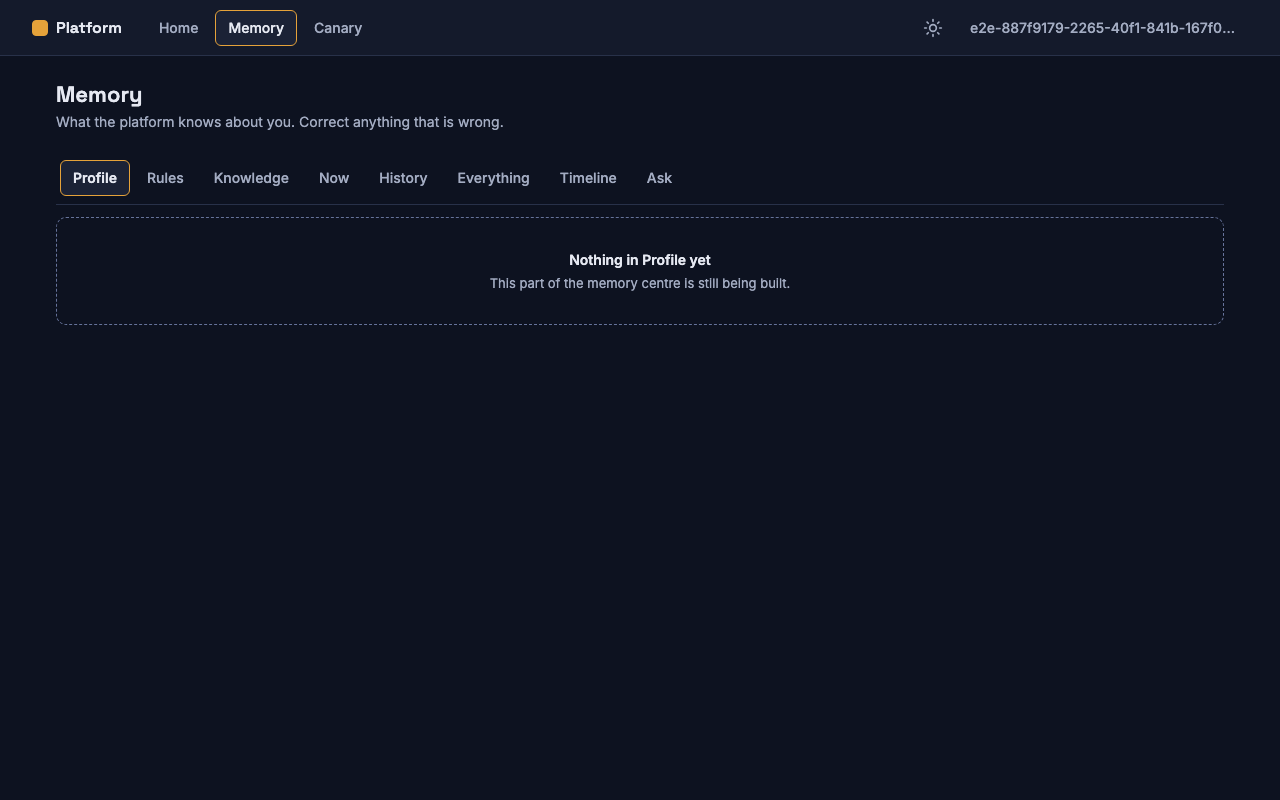 Platform Home Memory Canary e2e-887f9179-2265-40f1-841b-167f0...
Memory
What the platform knows about you. Correct anything that is wrong.
Profile Rules Knowledge Now History Everything Timeline Ask
Nothing in Profile yet
This part of the memory centre is still being built.